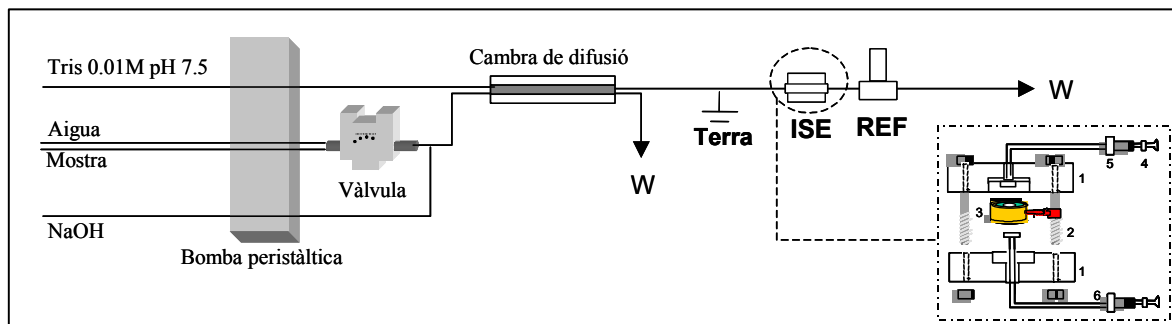 Cambra de difusió
Tris 0.01M pH 7.5
Aigua
Mostra
Vàlvula
NaOH
Bomba peristàltica
W
Terra
ISE
REF
W
5
4
1
3
2
1
6